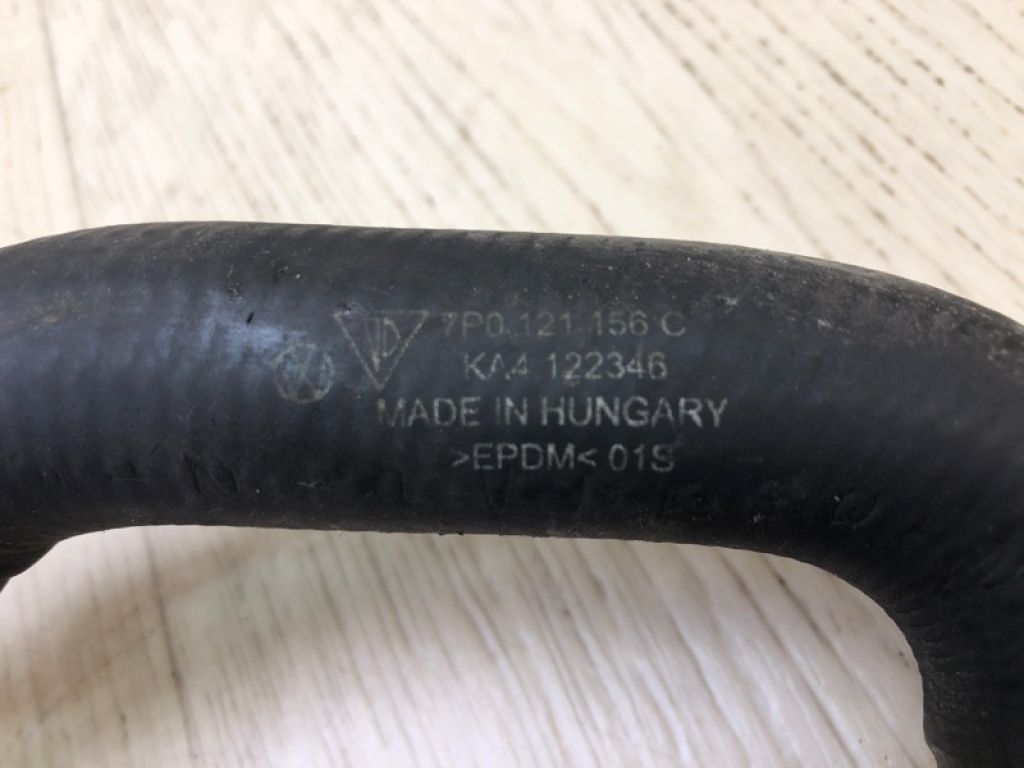 7P0.121.156 C
KA4 122346
MADE IN HUNGARY
>EPDM< 01S